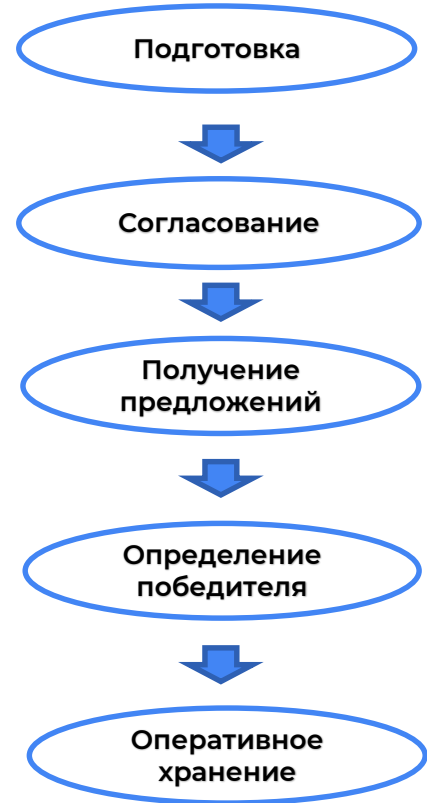 Подготовка
Согласование
Получение
предложений
Определение
победителя
Оперативное
хранение